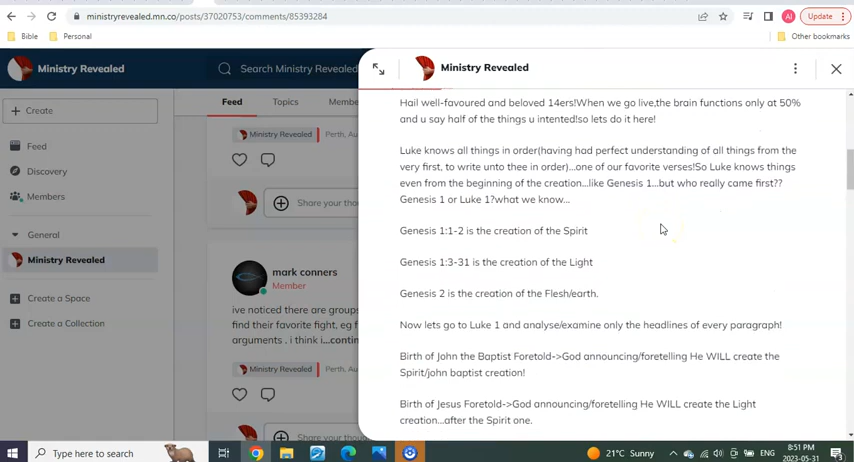 ministryrevealed.mn.co/posts/37020753/comments/85393284
AI
Update
Bible
Personal
Other bookmarks
Ministry Revealed
Search Ministry Revealed
Ministry Revealed
Create
Feed
Topics
Feed
Discovery
Members
General
Ministry Revealed
Create a Space
Create a Collection
Ministry Revealed
Perth, Au
Share your thou
mark conners
Member
ive noticed there are groups
find their favorite fight, eg f
arguments . i think i...contin
Ministry Revealed
Perth, Au
Hail well-favoured and beloved 14ers!When we go live,the brain functions only at 50%
and u say half of the things u intented!so lets do it here!
Luke knows all things in order(having had perfect understanding of all things from the
very first, to write unto thee in order)...one of our favorite verses!So Luke knows things
even from the beginning of the creation...like Genesis 1...but who really came first??
Genesis 1 or Luke 1?what we know...
Genesis 1:1-2 is the creation of the Spirit
Genesis 1:3-31 is the creation of the Light
Genesis 2 is the creation of the Flesh/earth.
Now lets go to Luke 1 and analyse/examine only the headlines of every paragraph!
Birth of John the Baptist Foretold->God announcing/foretelling He WILL create the
Spirit/john baptist creation!
Birth of Jesus Foretold->God announcing/foretelling He WILL create the Light
creation...after the Spirit one.
Type here to search
21°C Sunny
ENG
8:51 PM
2023-05-31